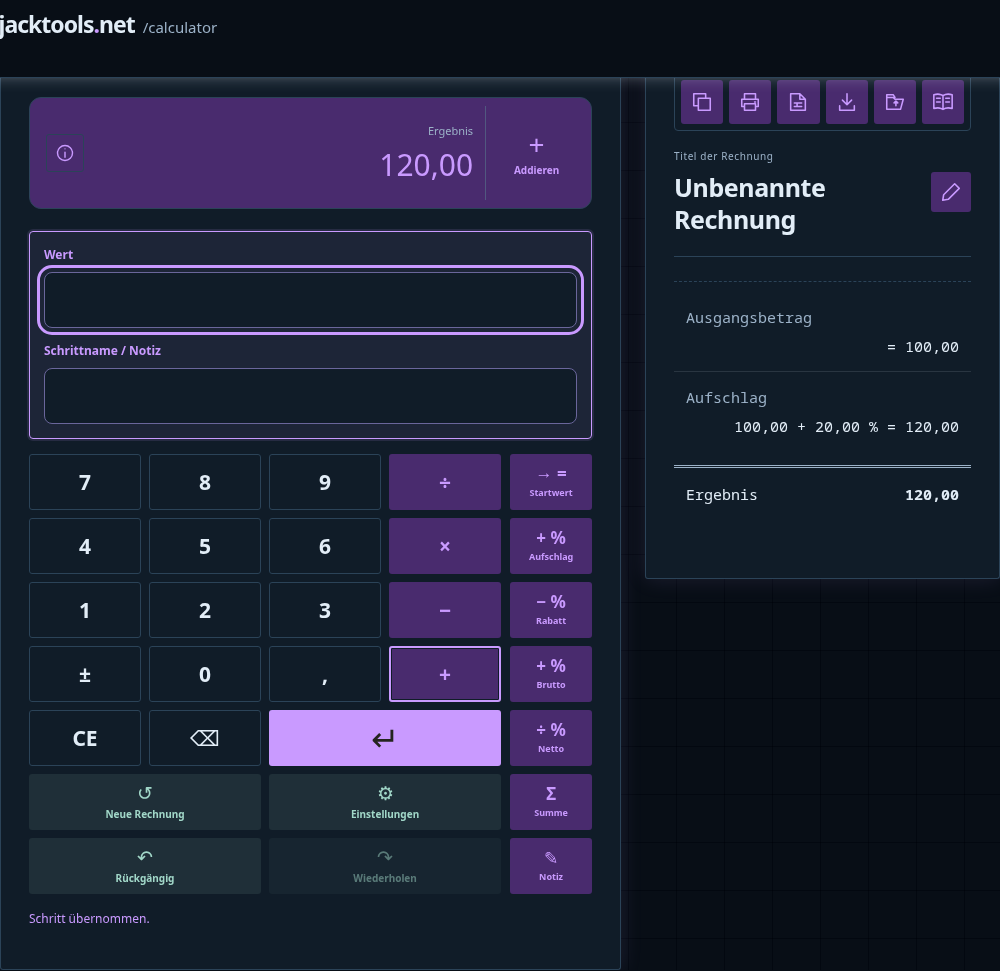 jacktools.net /calculator
Ergebnis
120,00
+
Addieren
Wert
Schrittname / Notiz
7 8 9 ÷ → =
Startwert
4 5 6 × + %
Aufschlag
1 2 3 − − %
Rabatt
± 0 , + + %
Brutto
CE ⌫ ↵ ÷ %
Netto
↺ ⚙ Σ
Neue Rechnung Einstellungen Summe
↶ ↷ ✎
Rückgängig Wiederholen Notiz
Schritt übernommen.
Titel der Rechnung
Unbenannte
Rechnung
Ausgangsbetrag
= 100,00
Aufschlag
100,00 + 20,00 % = 120,00
Ergebnis 120,00